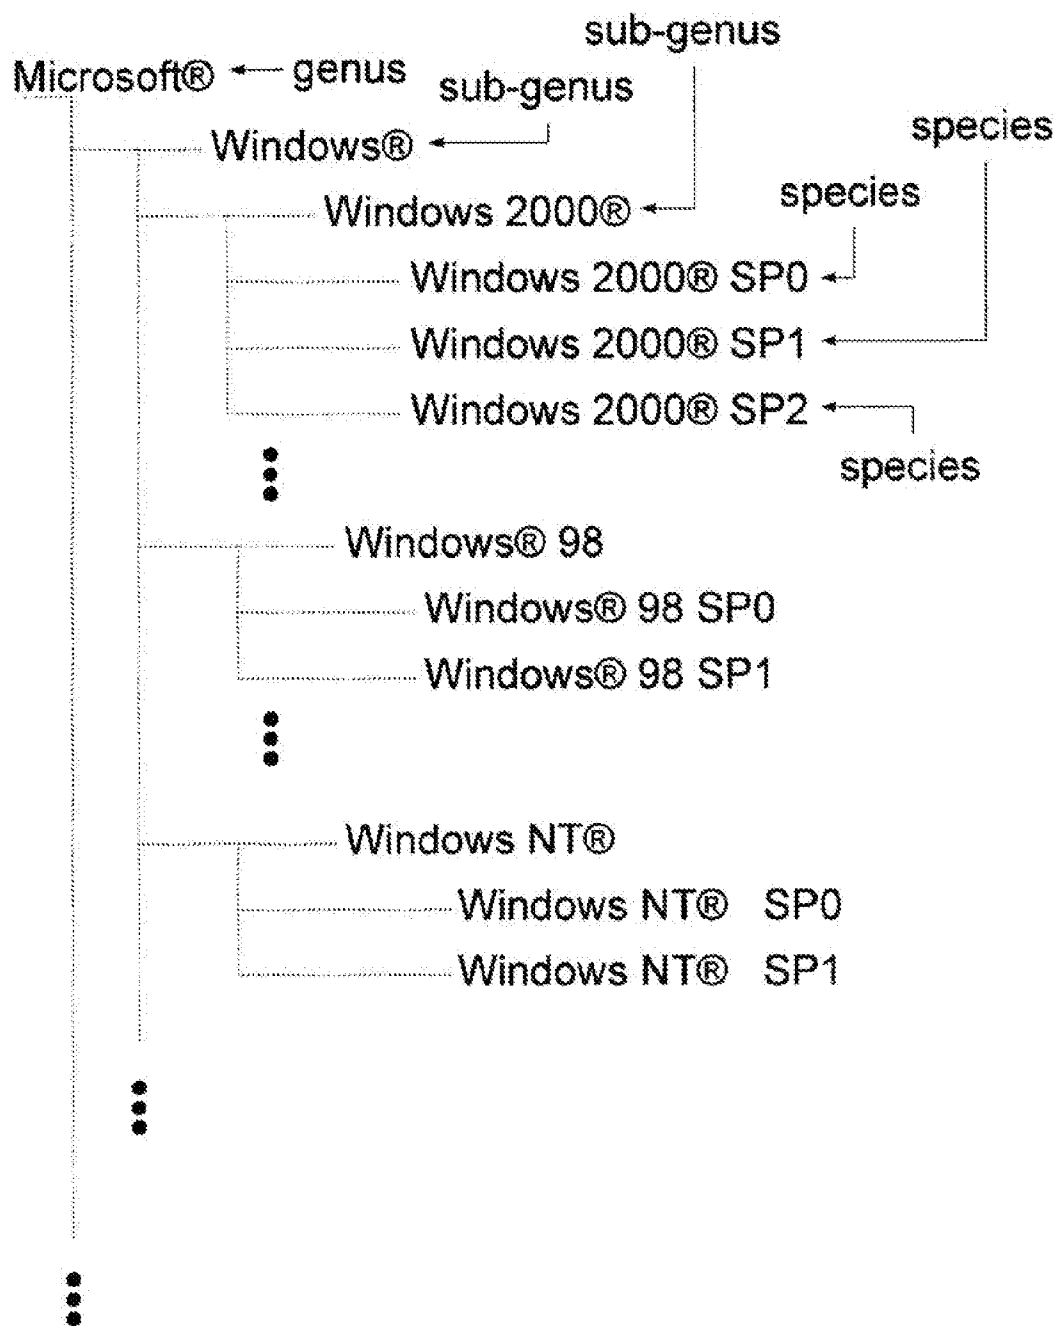 sub-genus
Microsoft® genus
sub-genus
species
Windows®
species
Windows 2000®
Windows 2000® SP0
Windows 2000® SP1
Windows 2000® SP2
species
Windows® 98
Windows® 98 SP0
Windows® 98 SP1
Windows NT®
Windows NT® SP0
Windows NT® SP1